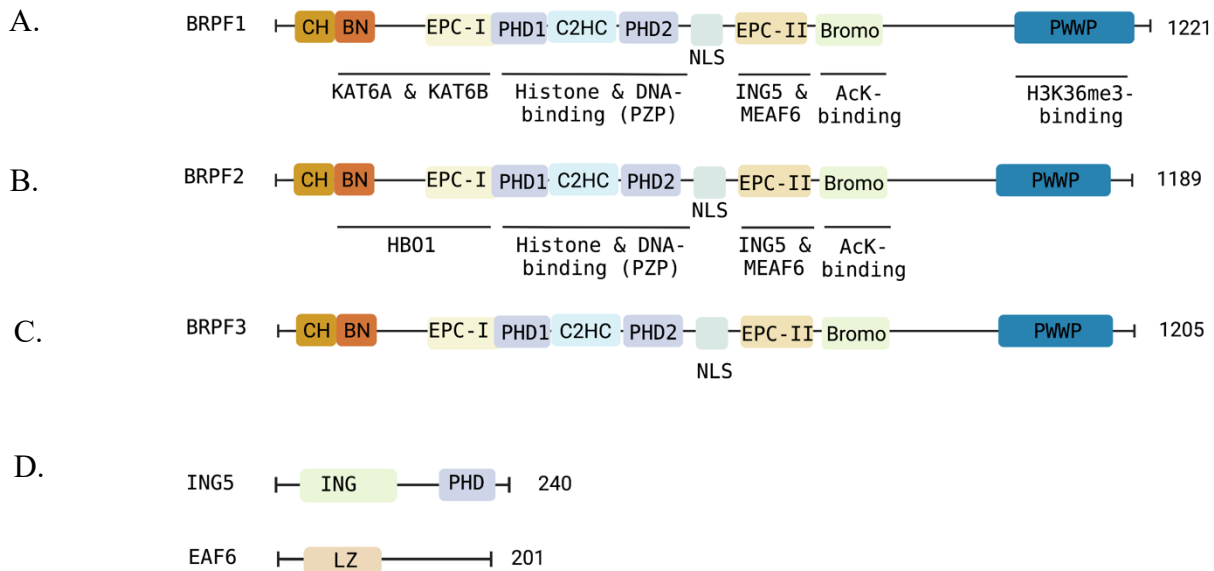 A.
BRPF1 CH BN EPC-I PHD1 C2HC PHD2 EPC-II Bromo PWWP 1221
NLS
KAT6A & KAT6B Histone & DNA- ING5 & AcK- H3K36me3-
binding (PZP) MEAF6 binding binding
B.
BRPF2 CH BN EPC-I PHD1 C2HC PHD2 EPC-II Bromo PWWP 1189
NLS
HBO1 Histone & DNA- ING5 & AcK-
binding (PZP) MEAF6 binding
C.
BRPF3 CH BN EPC-I PHD1 C2HC PHD2 EPC-II Bromo PWWP 1205
NLS
D.
ING5 ING PHD 240
EAF6 LZ 201